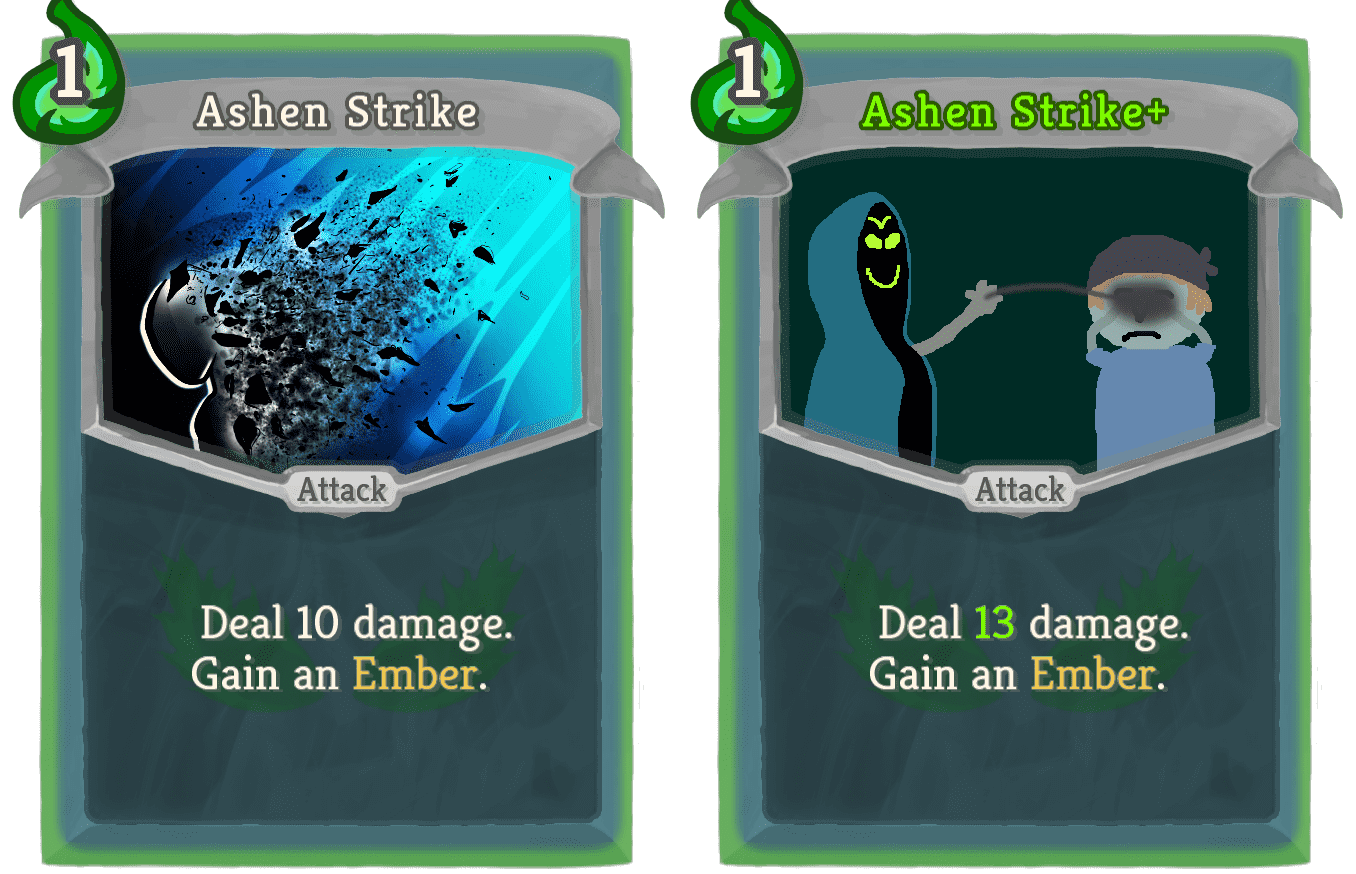 1
Ashen Strike
Attack
Deal 10 damage.
Gain an Ember.
1
Ashen Strike+
Attack
Deal 13 damage.
Gain an Ember.